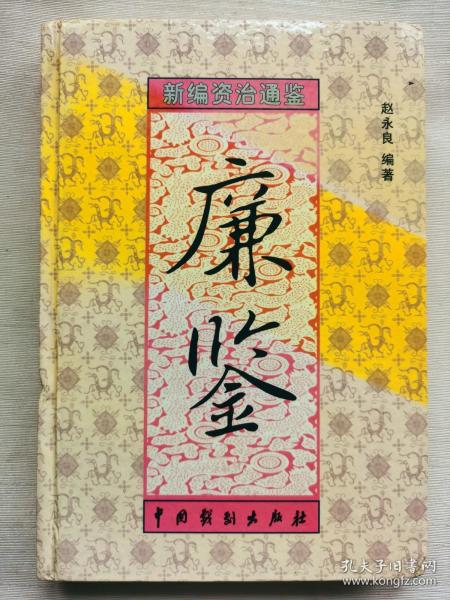 新编资治通鉴
赵永良 编著
廉
鉴
中国戏剧出版社
孔夫子旧书网
www.kongfz.com